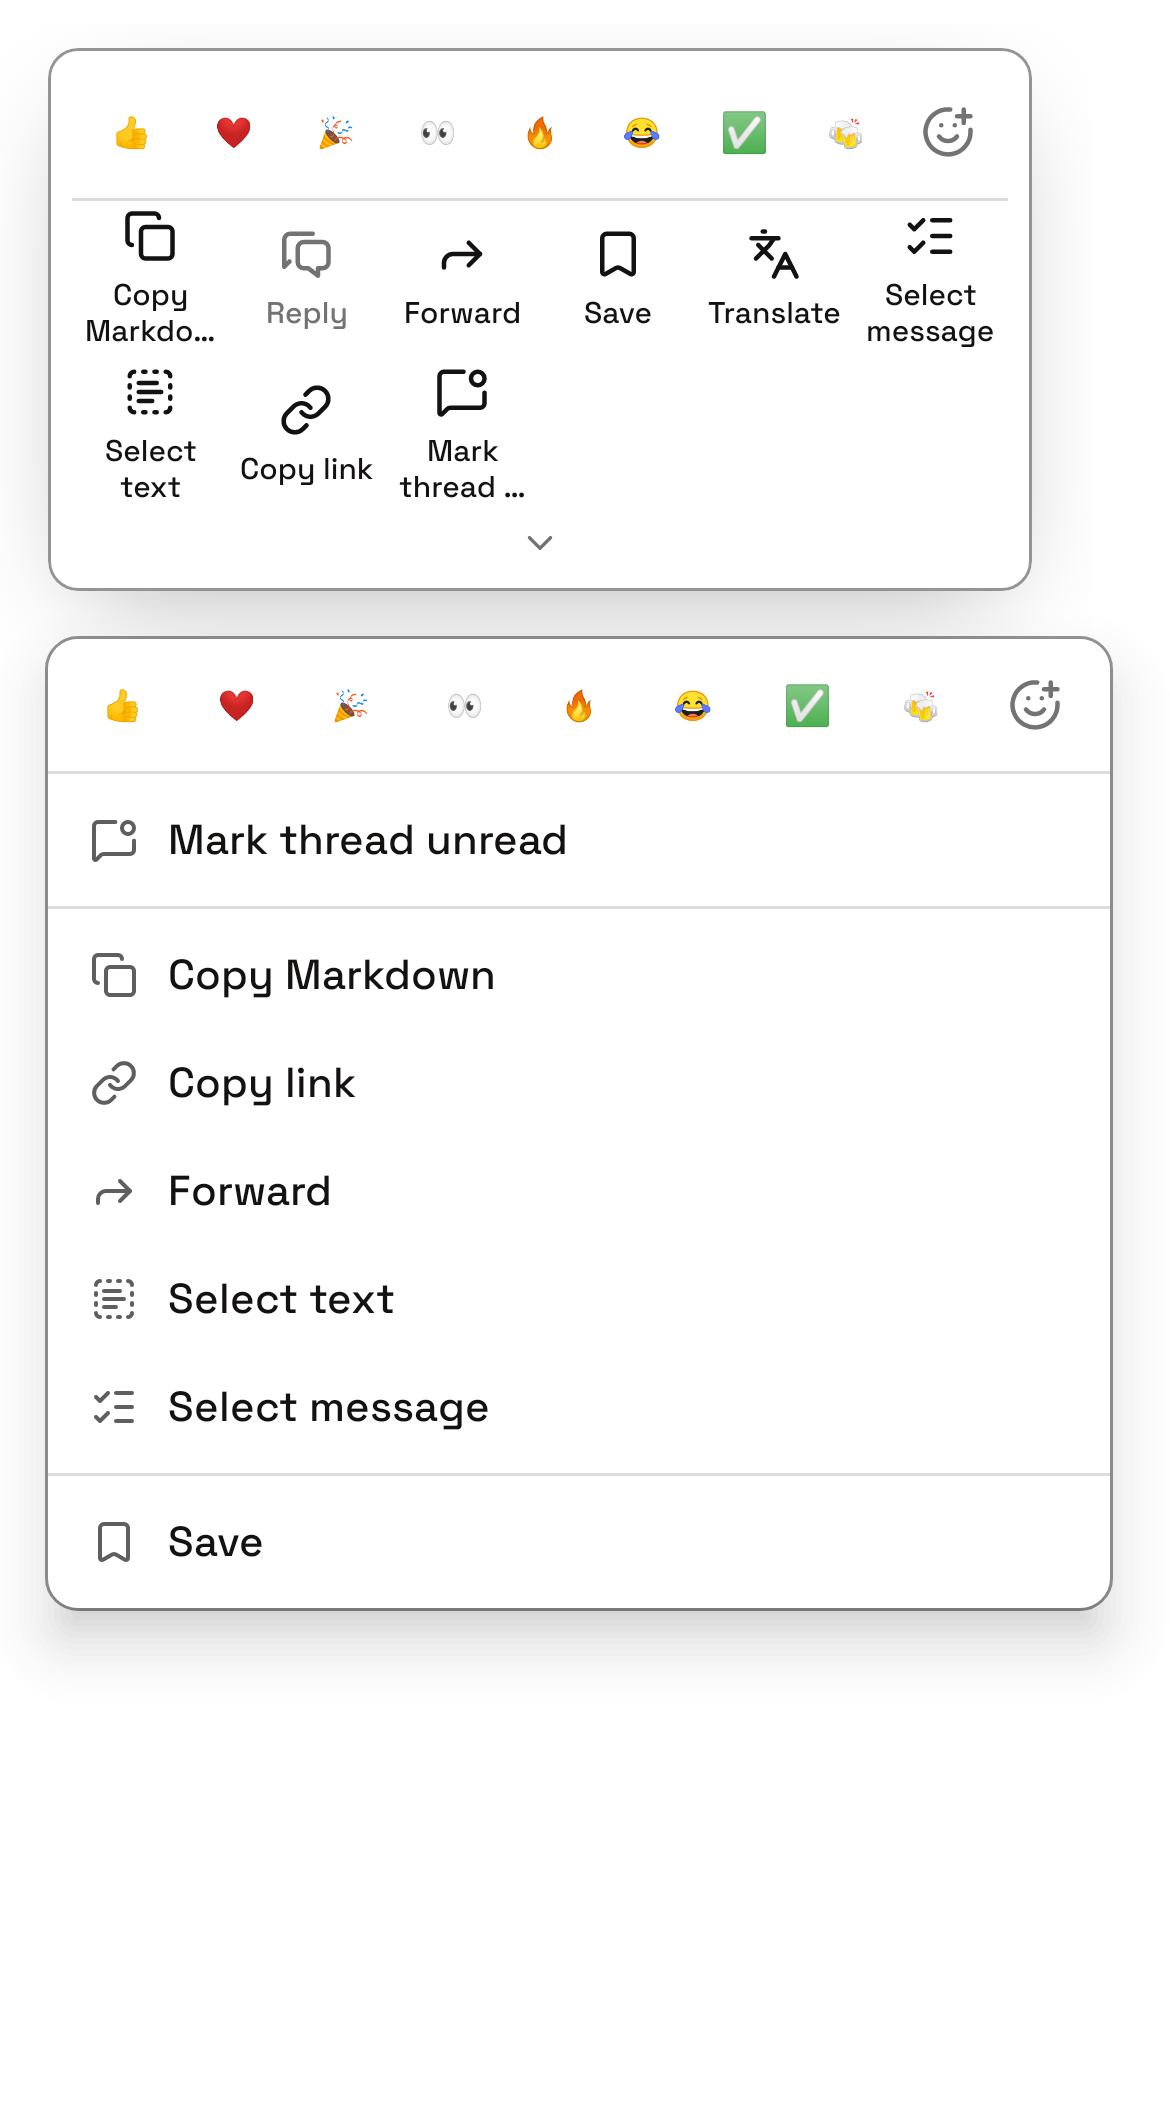 👍 ❤️ 🎉 👀 🔥 😂 ✅ 🍻
Copy
Markdo...
Reply
Forward
Save
Translate
Select
message
Select
text
Copy link
Mark
thread ...
👍 ❤️ 🎉 👀 🔥 😂 ✅ 🍻
Mark thread unread
Copy Markdown
Copy link
Forward
Select text
Select message
Save